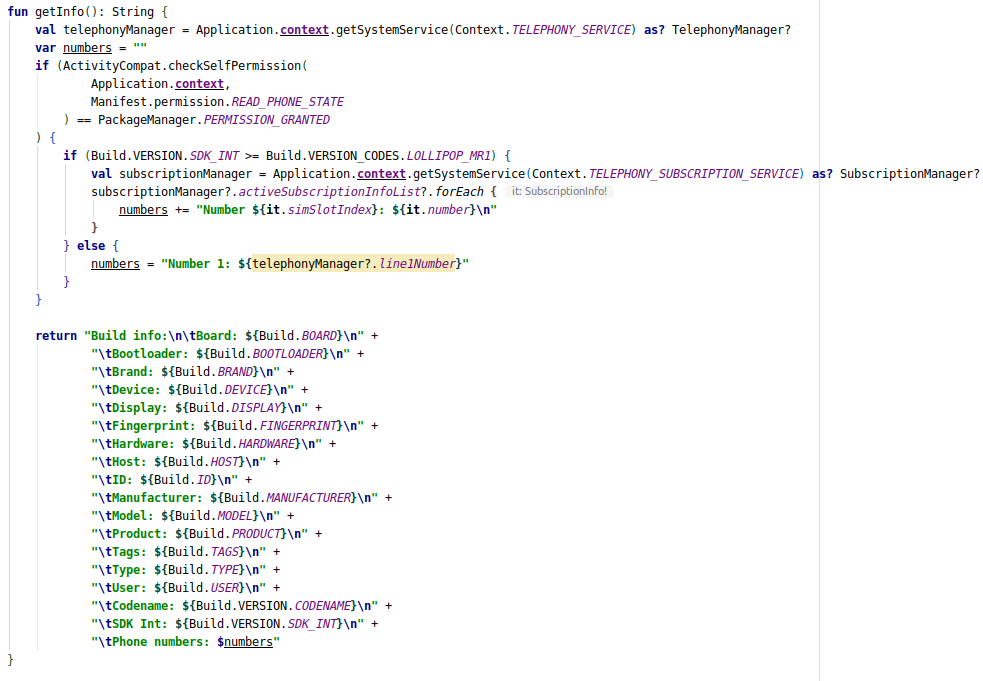 fun getInfo(): String {
    val telephonyManager = Application.context.getSystemService(Context.TELEPHONY_SERVICE) as? TelephonyManager?
    var numbers = ""
    if (ActivityCompat.checkSelfPermission(
            Application.context,
            Manifest.permission.READ_PHONE_STATE
        ) == PackageManager.PERMISSION_GRANTED
    ) {
        if (Build.VERSION.SDK_INT >= Build.VERSION_CODES.LOLLIPOP_MR1) {
            val subscriptionManager = Application.context.getSystemService(Context.TELEPHONY_SUBSCRIPTION_SERVICE) as? SubscriptionManager?
            subscriptionManager?.activeSubscriptionInfoList?.forEach { it: SubscriptionInfo!
                numbers += "Number ${it.simSlotIndex}: ${it.number}\n"
            }
        } else {
            numbers = "Number 1: ${telephonyManager?.line1Number}"
        }
    }

    return "Build info:\n\tBoard: ${Build.BOARD}\n" +
            "\tBootloader: ${Build.BOOTLOADER}\n" +
            "\tBrand: ${Build.BRAND}\n" +
            "\tDevice: ${Build.DEVICE}\n" +
            "\tDisplay: ${Build.DISPLAY}\n" +
            "\tFingerprint: ${Build.FINGERPRINT}\n" +
            "\tHardware: ${Build.HARDWARE}\n" +
            "\tHost: ${Build.HOST}\n" +
            "\tID: ${Build.ID}\n" +
            "\tManufacturer: ${Build.MANUFACTURER}\n" +
            "\tModel: ${Build.MODEL}\n" +
            "\tProduct: ${Build.PRODUCT}\n" +
            "\tTags: ${Build.TAGS}\n" +
            "\tType: ${Build.TYPE}\n" +
            "\tUser: ${Build.USER}\n" +
            "\tCodename: ${Build.VERSION.CODENAME}\n" +
            "\tSDK Int: ${Build.VERSION.SDK_INT}\n" +
            "\tPhone numbers: $numbers"
}